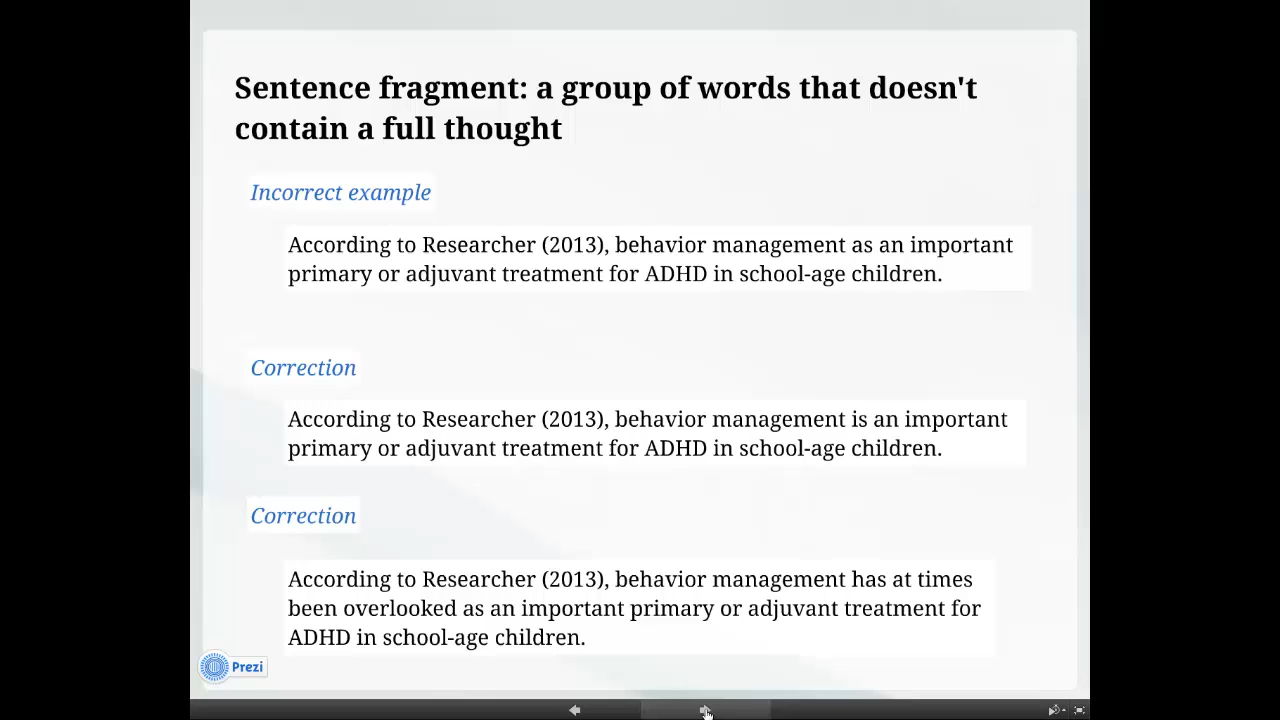 Sentence fragment: a group of words that doesn't
contain a full thought
Incorrect example
According to Researcher (2013), behavior management as an important
primary or adjuvant treatment for ADHD in school-age children.
Correction
According to Researcher (2013), behavior management is an important
primary or adjuvant treatment for ADHD in school-age children.
Correction
According to Researcher (2013), behavior management has at times
been overlooked as an important primary or adjuvant treatment for
ADHD in school-age children.
Prezi